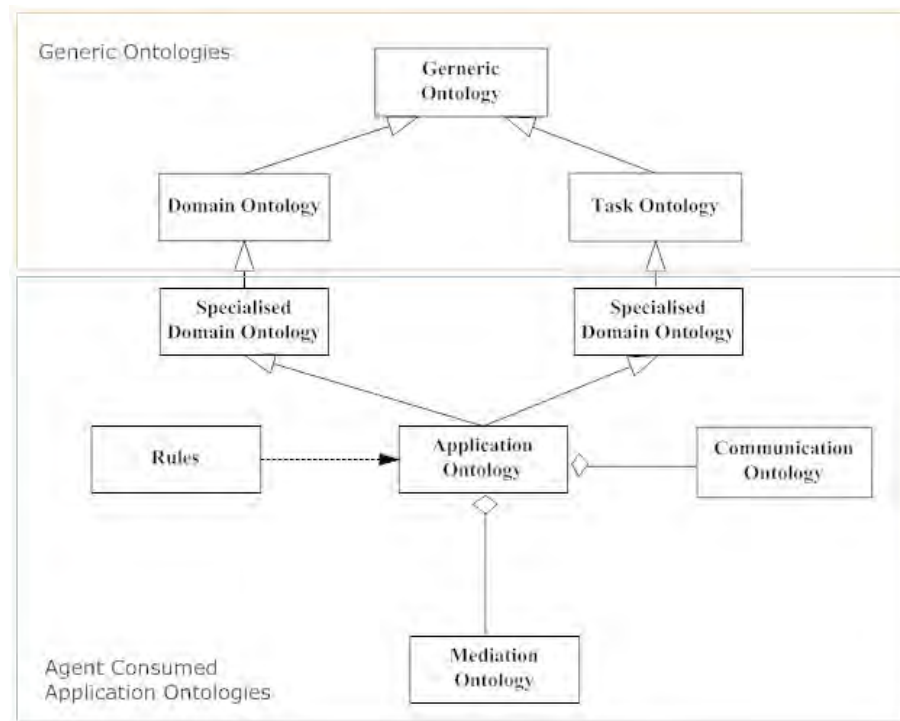 Generic Ontologies
Gerneric
Ontology
Domain Ontology
Task Ontology
Specialised
Domain Ontology
Specialised
Domain Ontology
Rules
Application
Ontology
Communication
Ontology
Mediation
Ontology
Agent Consumed
Application Ontologies